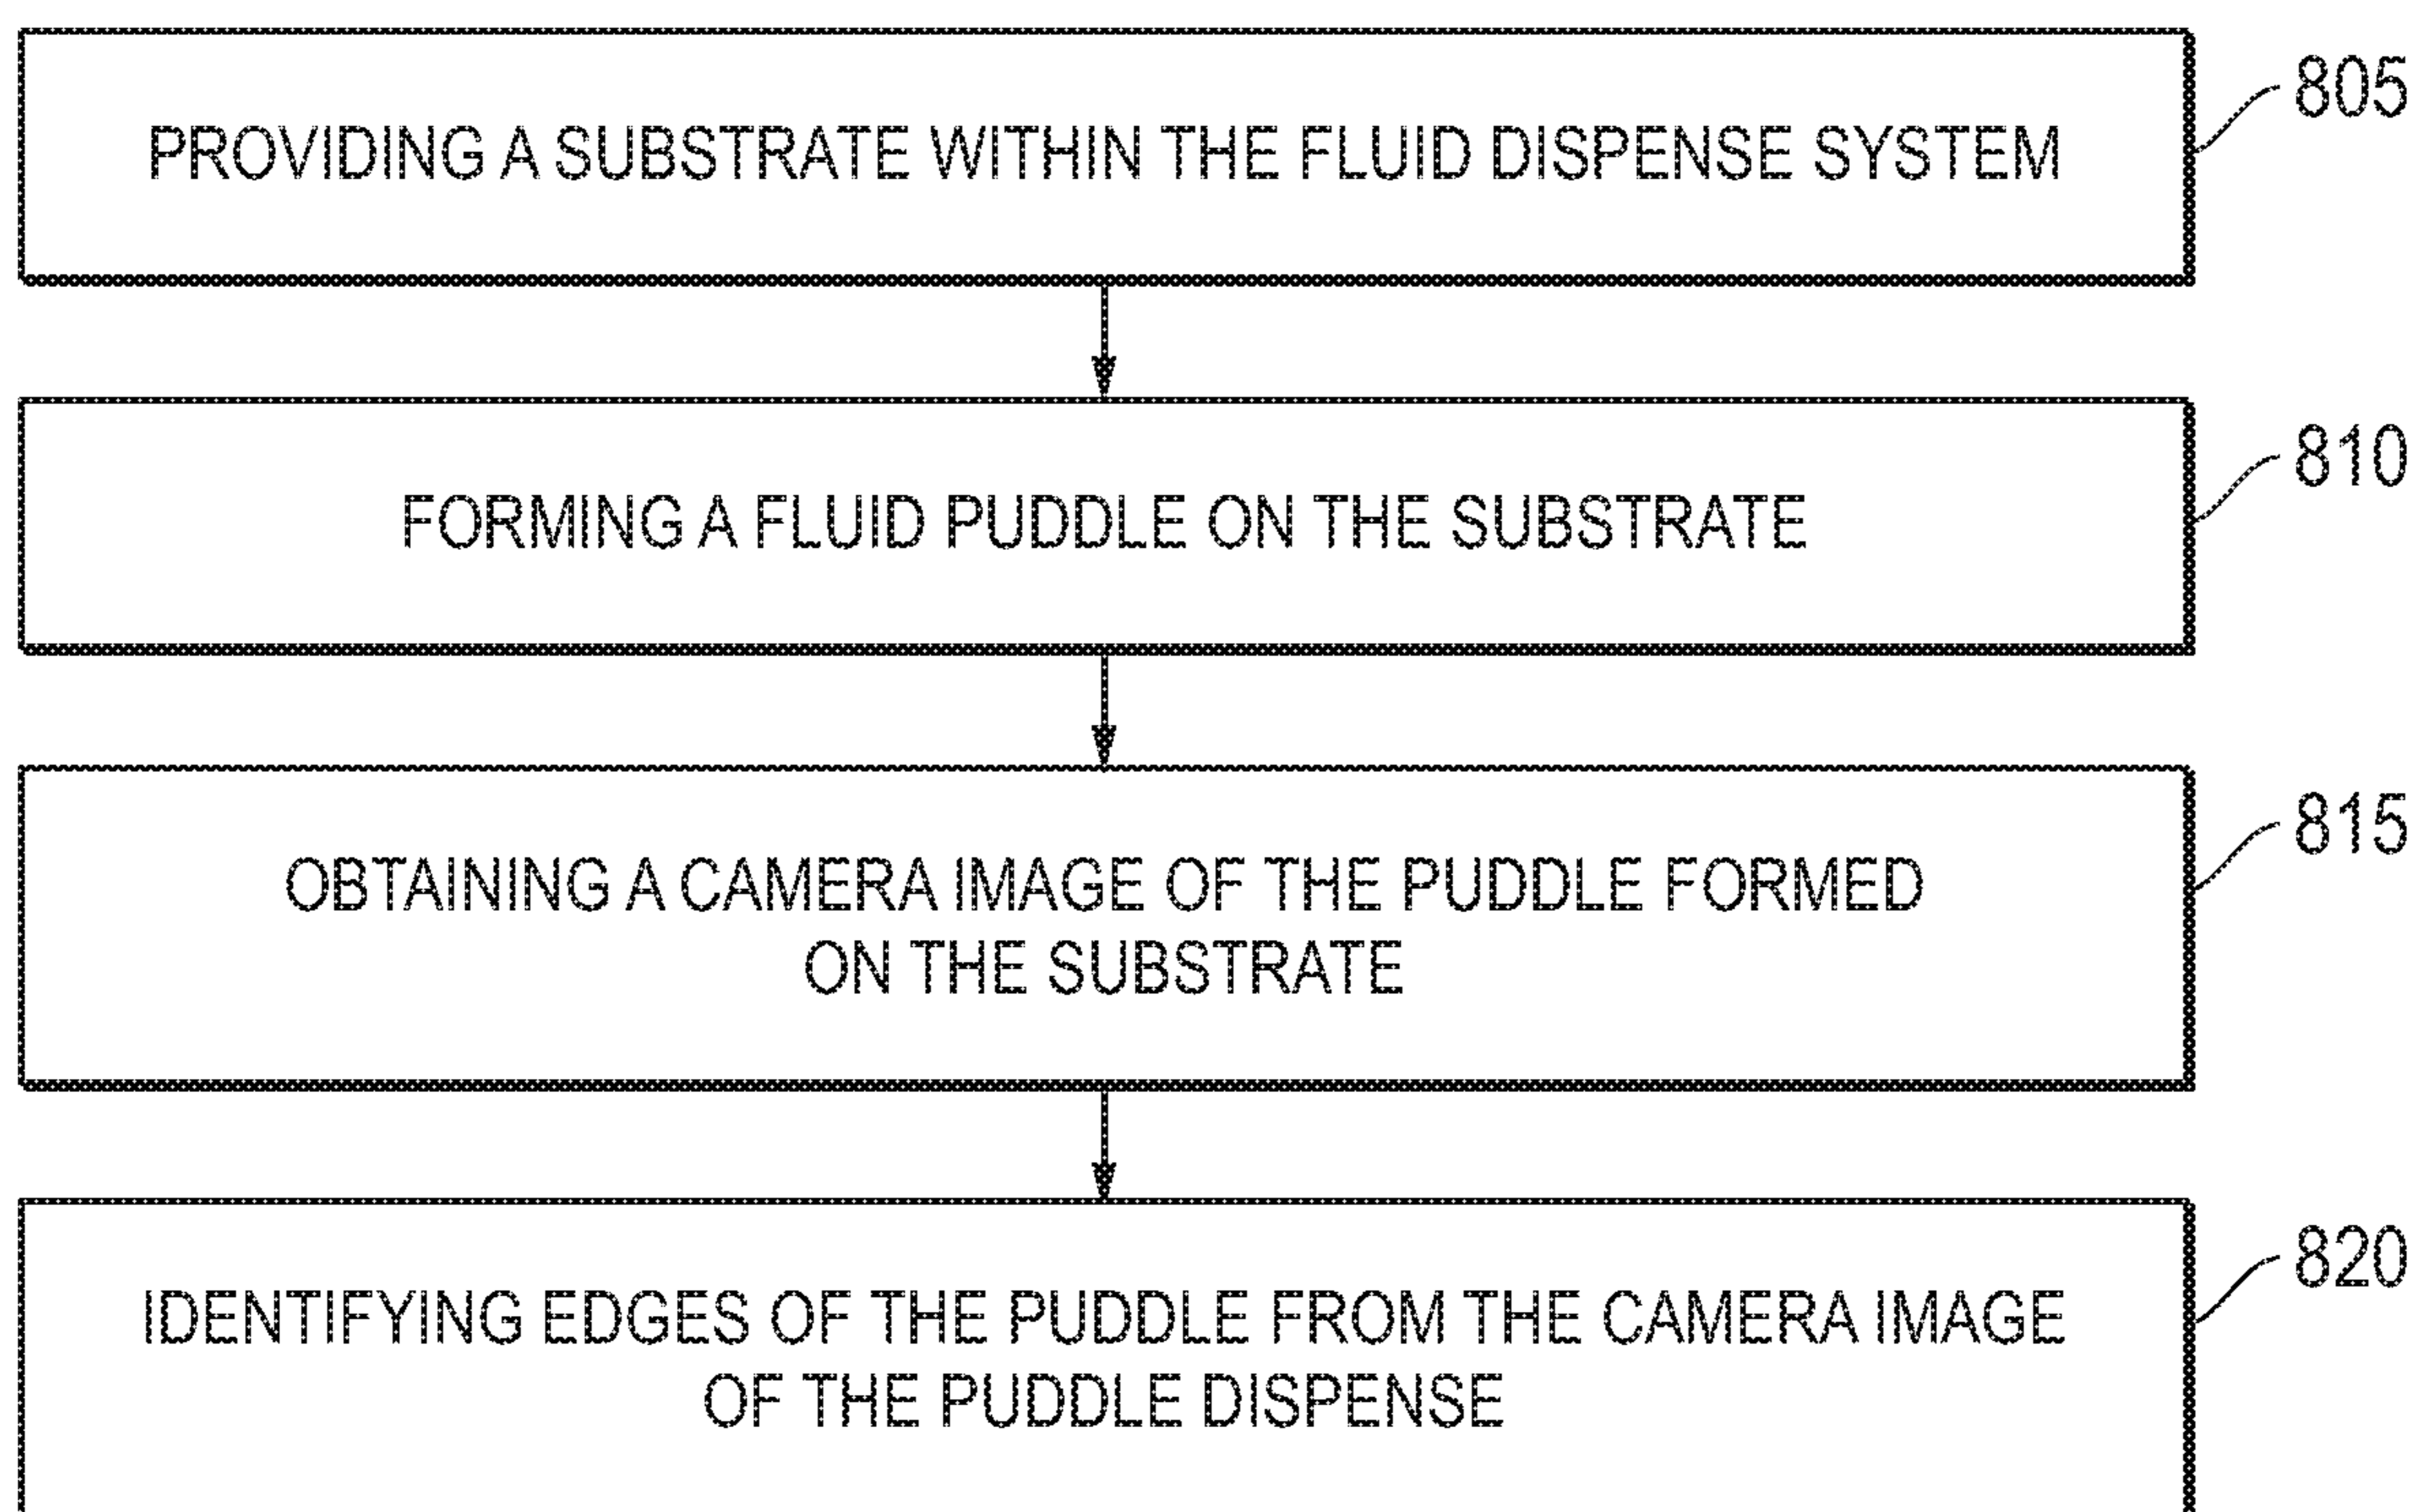 PROVIDING A SUBSTRATE WITHIN THE FLUID DISPENSE SYSTEM
805
FORMING A FLUID PUDDLE ON THE SUBSTRATE
810
OBTAINING A CAMERA IMAGE OF THE PUDDLE FORMED
ON THE SUBSTRATE
815
IDENTIFYING EDGES OF THE PUDDLE FROM THE CAMERA IMAGE
OF THE PUDDLE DISPENSE
820